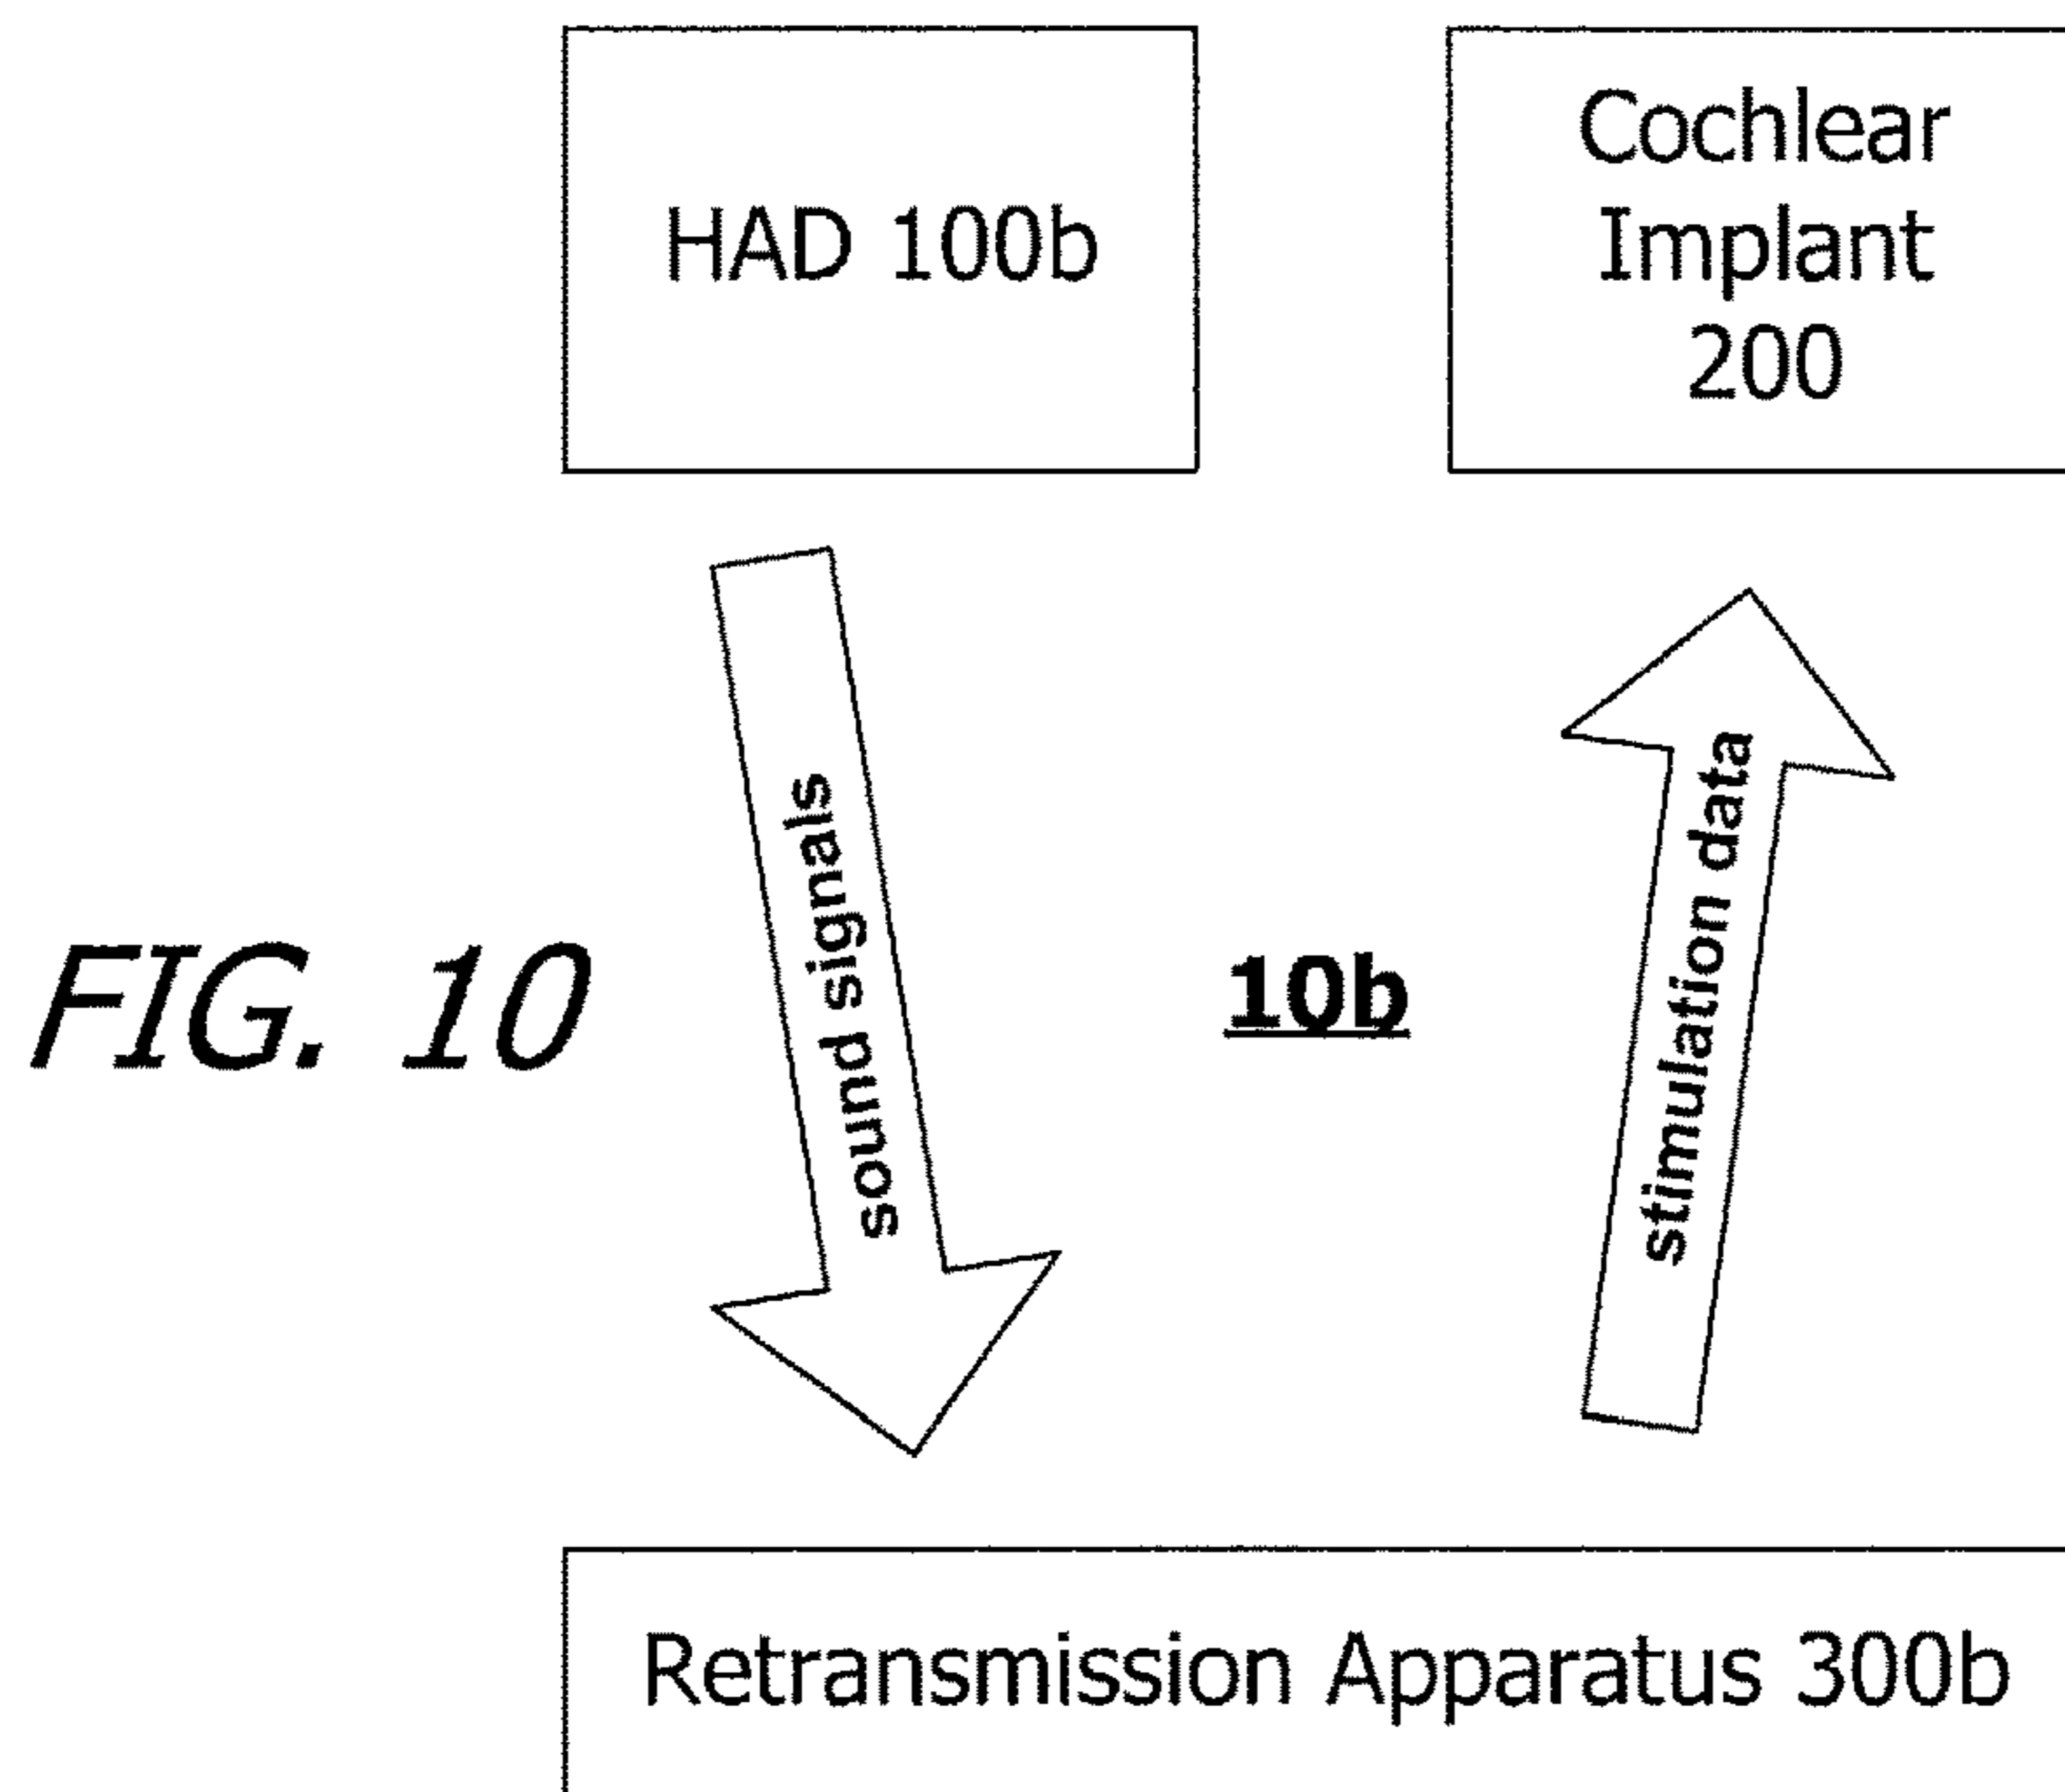 HAD 100b
Cochlear
Implant
200
sound signals
stimulation data
FIG. 10
10b
Retransmission Apparatus 300b